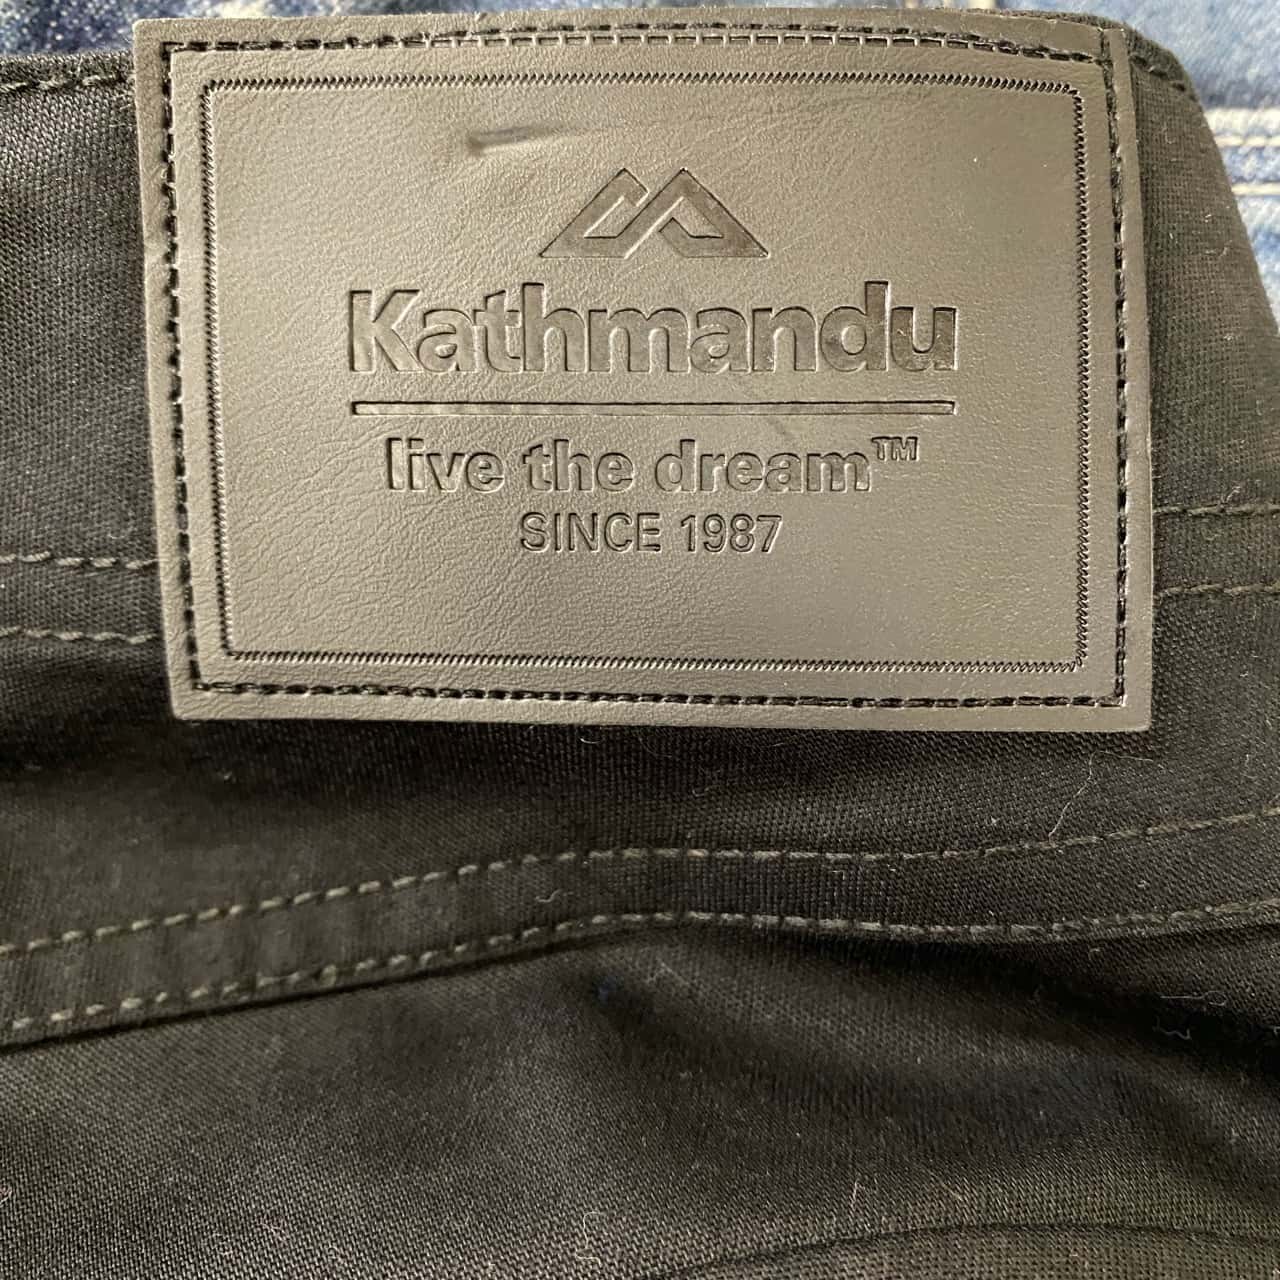 Kathmandu
live the dream™
SINCE 1987